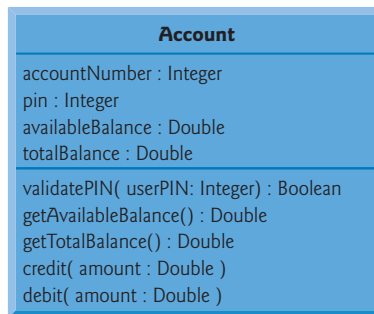 Account
accountNumber : Integer
pin : Integer
availableBalance : Double
totalBalance : Double
validatePIN( userPIN: Integer) : Boolean
getAvailableBalance() : Double
getTotalBalance() : Double
credit( amount : Double )
debit( amount : Double )